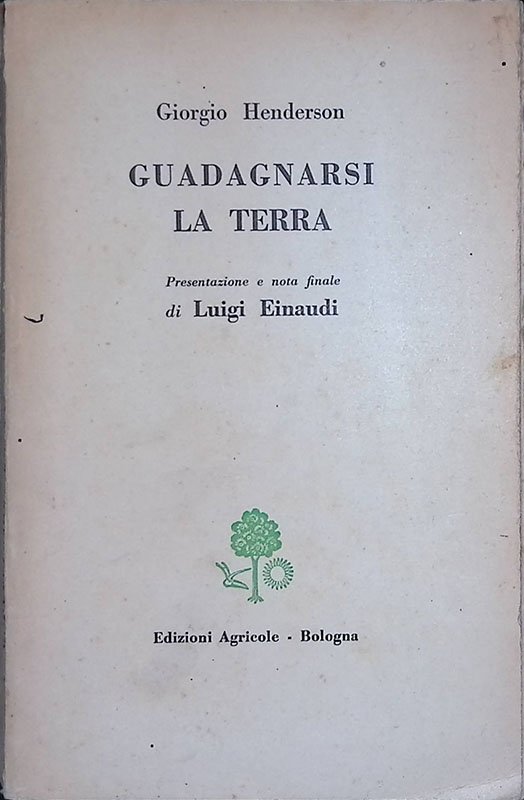 Giorgio Henderson
GUADAGNARSI
LA TERRA
Presentazione e nota finale
di Luigi Einaudi
Edizioni Agricole - Bologna